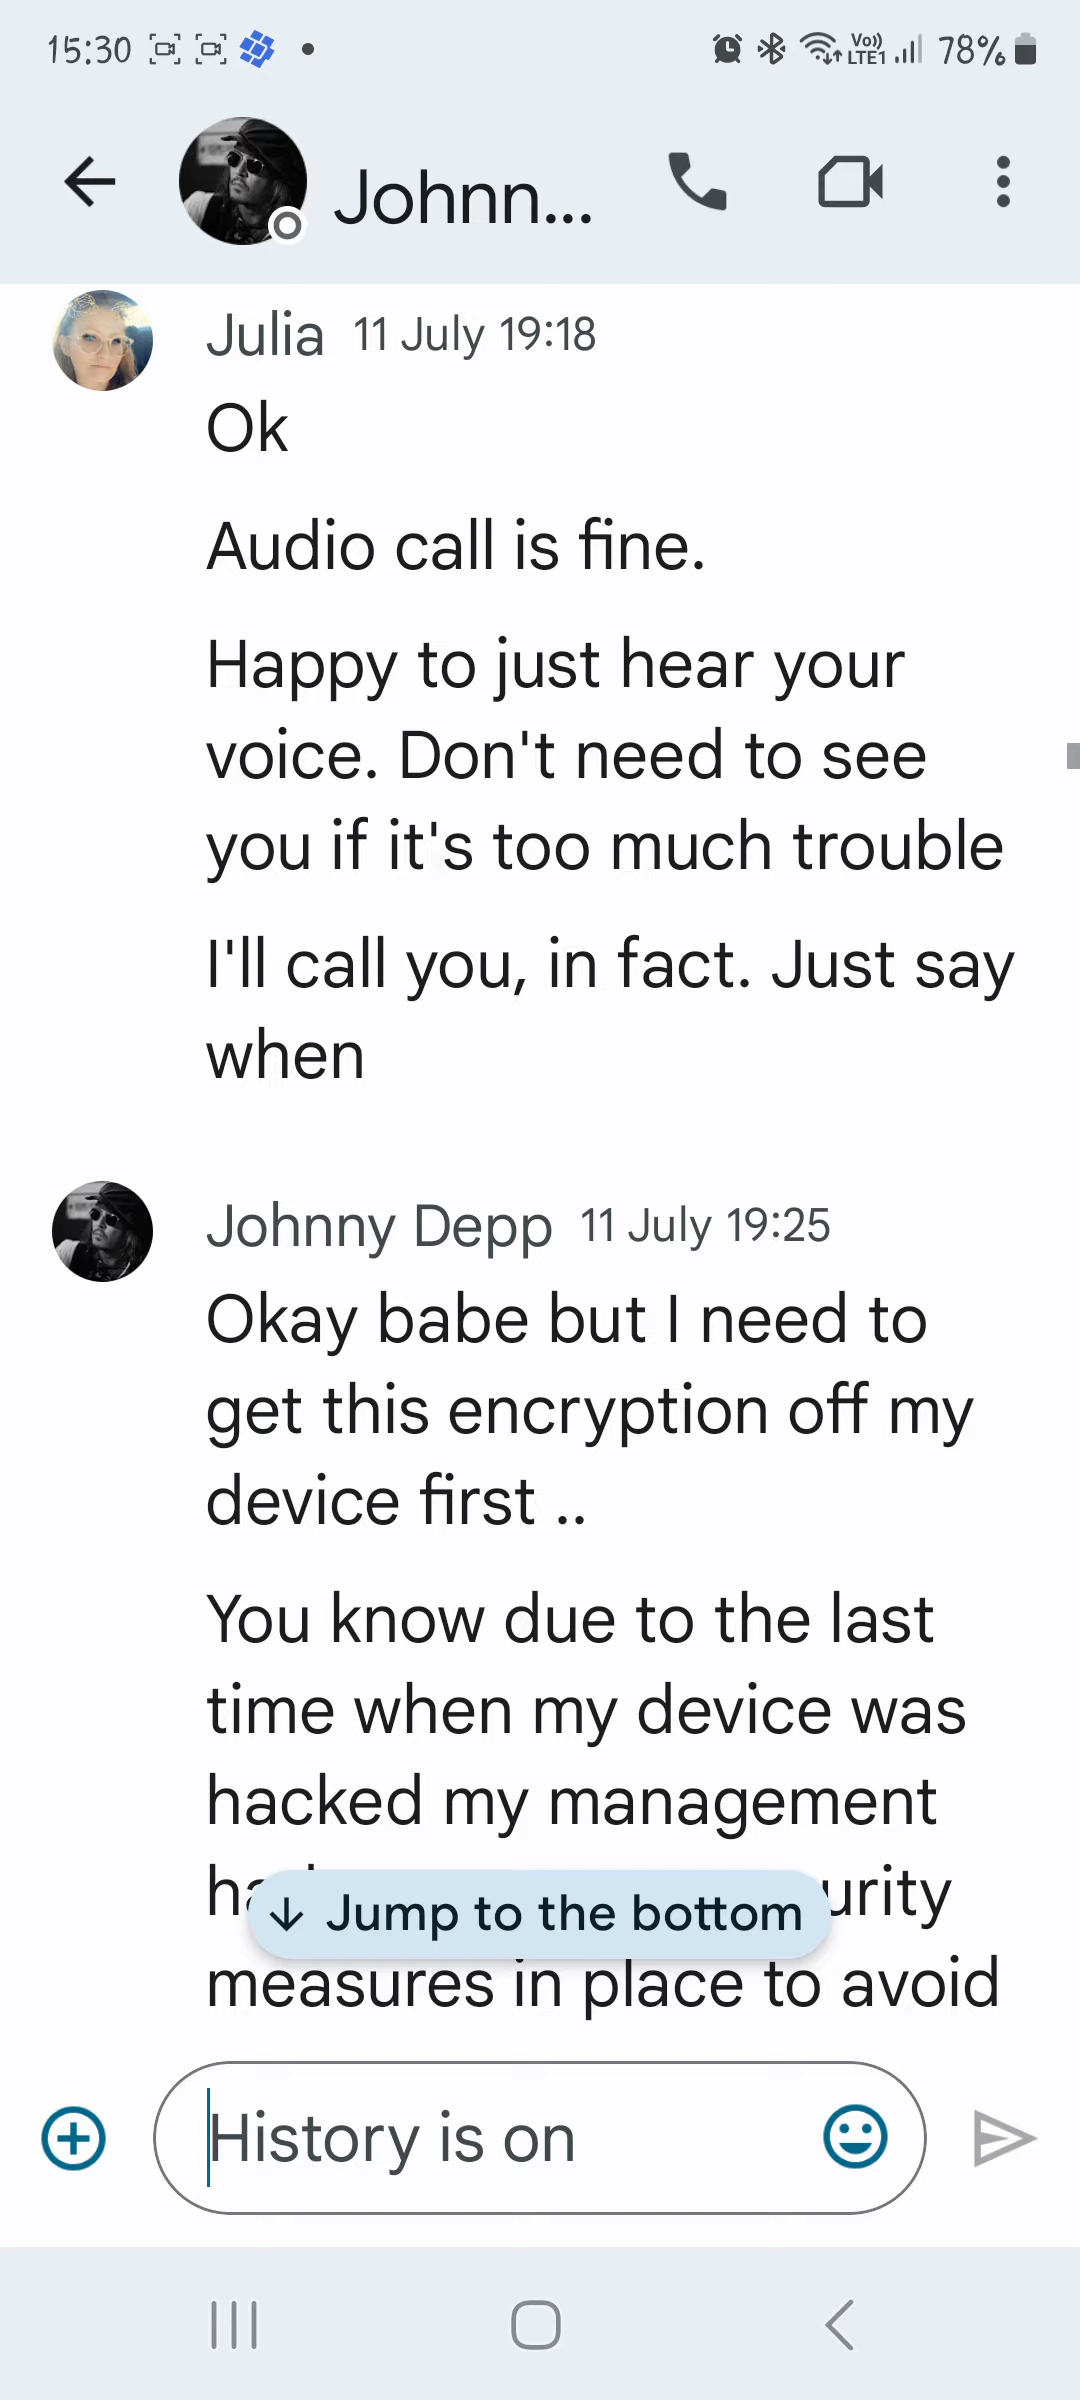 15:30 Vo)) LTE1 78%
Johnn...
Julia 11 July 19:18
Ok
Audio call is fine.
Happy to just hear your
voice. Don't need to see
you if it's too much trouble
I'll call you, in fact. Just say
when
Johnny Depp 11 July 19:25
Okay babe but I need to
get this encryption off my
device first ..
You know due to the last
time when my device was
hacked my management
Jump to the bottom
measures in place to avoid
History is on